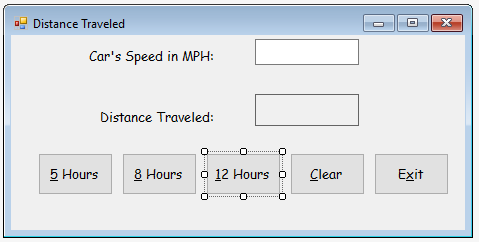 Distance Traveled
Car's Speed in MPH:
Distance Traveled:
5 Hours 8 Hours 12 Hours Clear Exit